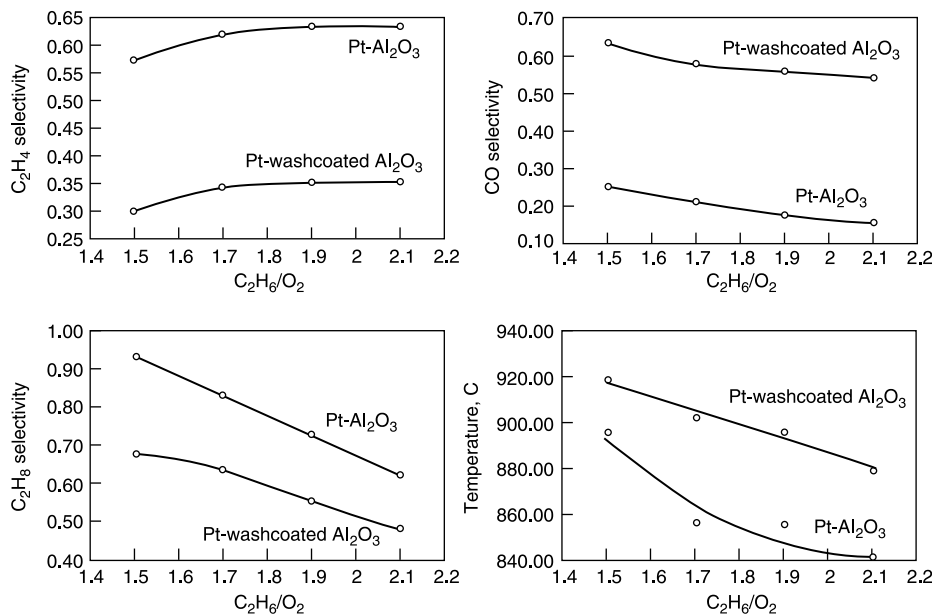 C₂H₄ selectivity
0.65
0.60
0.55
0.50
0.45
0.40
0.35
0.30
0.25
Pt-Al₂O₃
Pt-washcoated Al₂O₃
1.4 1.5 1.6 1.7 1.8 1.9 2 2.1 2.2
C₂H₆/O₂
CO selectivity
0.70
0.60
0.50
0.40
0.30
0.20
0.10
Pt-washcoated Al₂O₃
Pt-Al₂O₃
1.4 1.5 1.6 1.7 1.8 1.9 2 2.1 2.2
C₂H₆/O₂
C₂H₈ selectivity
1.00
0.90
0.80
0.70
0.60
0.50
0.40
Pt-Al₂O₃
Pt-washcoated Al₂O₃
1.4 1.5 1.6 1.7 1.8 1.9 2 2.1 2.2
C₂H₆/O₂
Temperature, C
940.00
920.00
900.00
880.00
860.00
840.00
Pt-washcoated Al₂O₃
Pt-Al₂O₃
1.4 1.5 1.6 1.7 1.8 1.9 2 2.1 2.2
C₂H₆/O₂